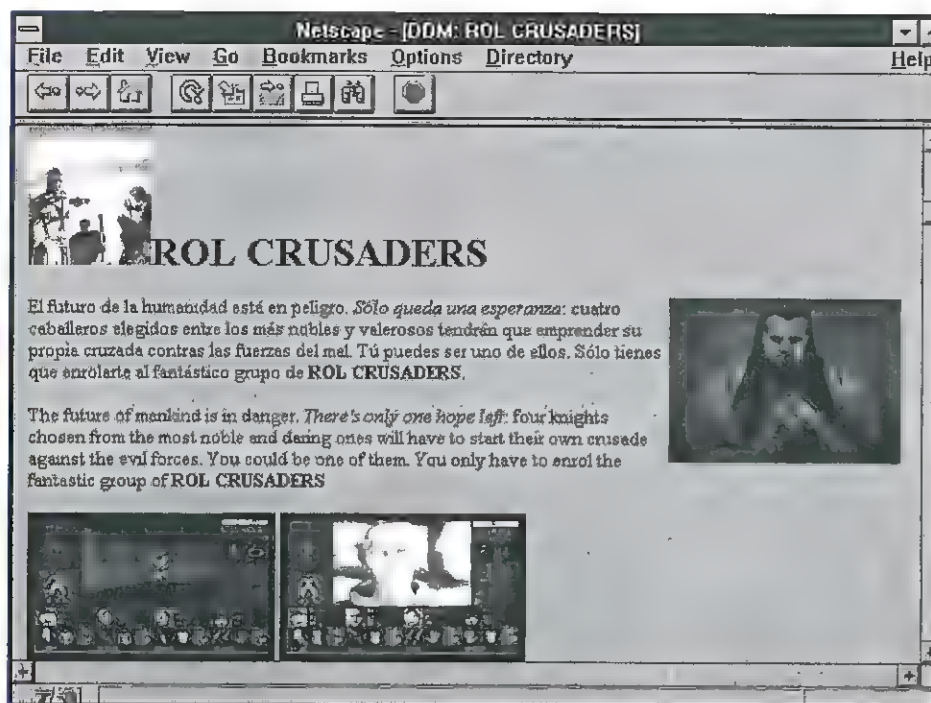 Netscape - [DDM: ROL CRUSADERS]
File Edit View Go Bookmarks Options Directory Help
ROL CRUSADERS
El futuro de la humanidad está en peligro. Sólo queda una esperanza: cuatro
caballeros elegidos entre los más nobles y valerosos tendrán que emprender su
propia cruzada contras las fuerzas del mal. Tú puedes ser uno de ellos. Sólo tienes
que enrolarte al fantástico grupo de ROL CRUSADERS.
The future of mankind is in danger. There's only one hope left: four knights
chosen from the most noble and daring ones will have to start their own crusade
against the evil forces. You could be one of them. You only have to enrol the
fantastic group of ROL CRUSADERS